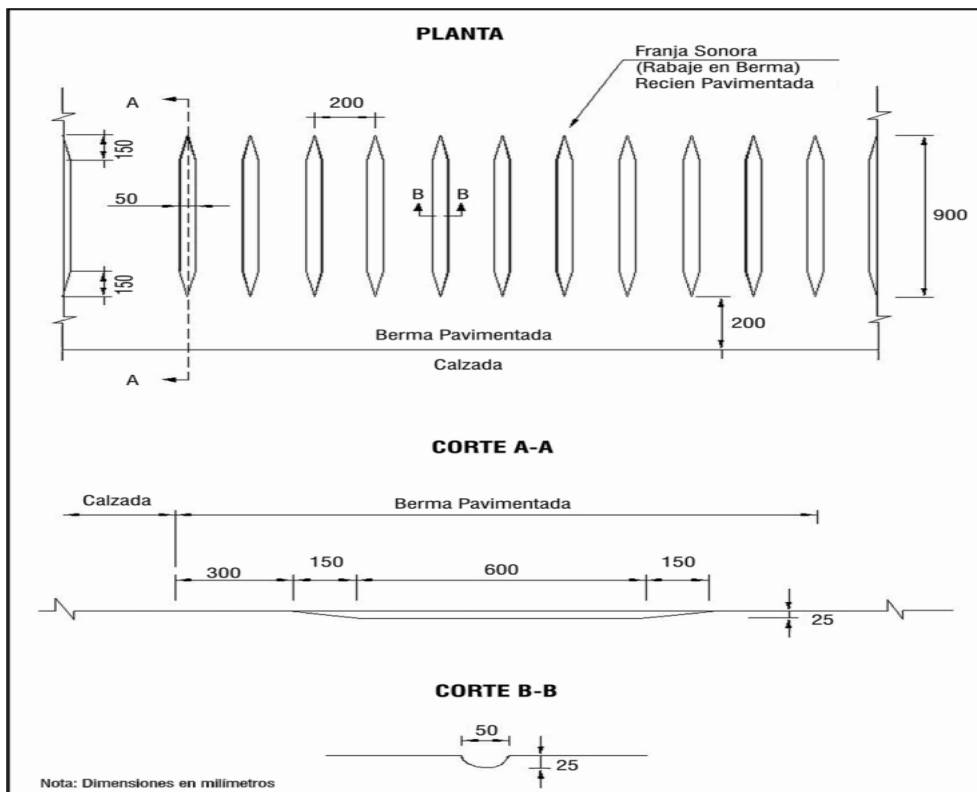 PLANTA
Franja Sonora
(Rabaje en Berma)
Recien Pavimentada
A
200
150
50
B B
900
150
200
Berma Pavimentada
Calzada
A
CORTE A-A
Calzada
Berma Pavimentada
300
150
600
150
25
CORTE B-B
50
25
Nota: Dimensiones en milímetros